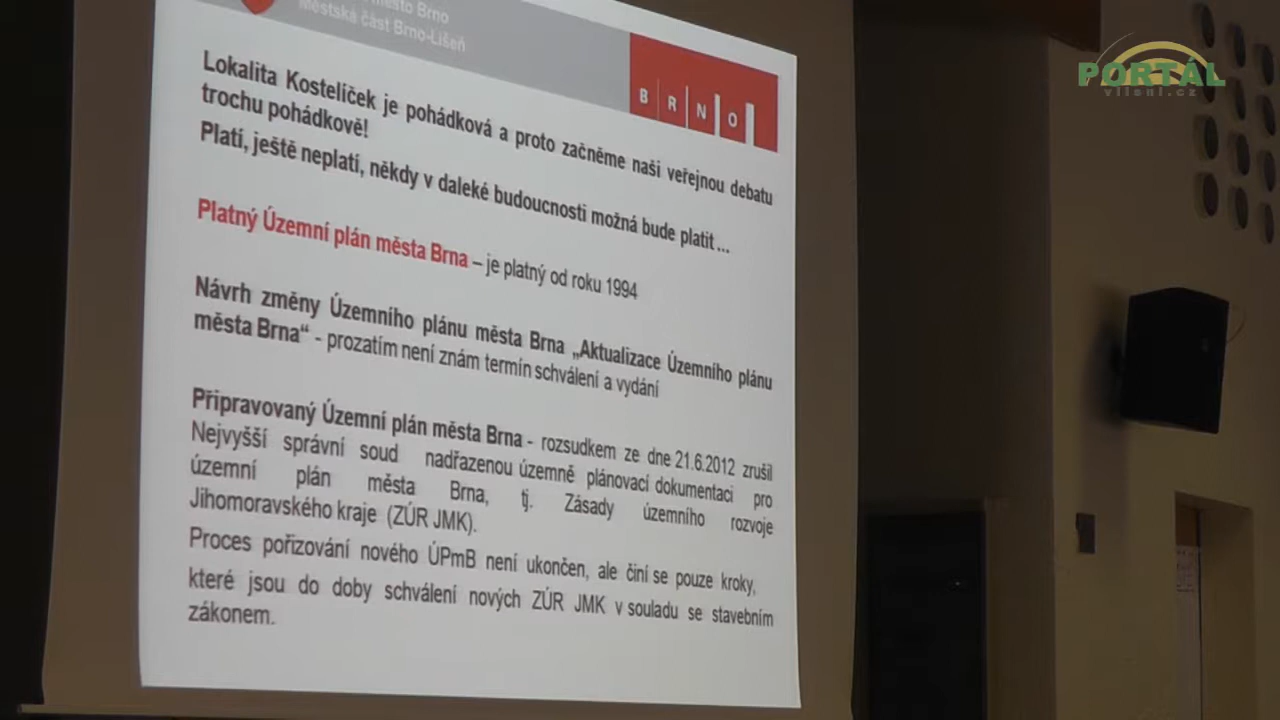 město Brno
Městská část Brno-Líšeň
BRNO
PORTÁL
vlisni.cz
Lokalita Kostelíček je pohádková a proto začněme naši veřejnou debatu
trochu pohádkově!
Platí, ještě neplatí, někdy v daleké budoucnosti možná bude platit...
Platný Územní plán města Brna – je platný od roku 1994
Návrh změny Územního plánu města Brna „Aktualizace Územního plánu
města Brna“ - prozatím není znám termín schválení a vydání
Připravovaný Územní plán města Brna - rozsudkem ze dne 21.6.2012 zrušil
Nejvyšší správní soud nadřazenou územně plánovací dokumentaci pro
územní plán města Brna, tj. Zásady územního rozvoje
Jihomoravského kraje (ZÚR JMK).
Proces pořizování nového ÚPmB není ukončen, ale činí se pouze kroky,
které jsou do doby schválení nových ZÚR JMK v souladu se stavebním
zákonem.